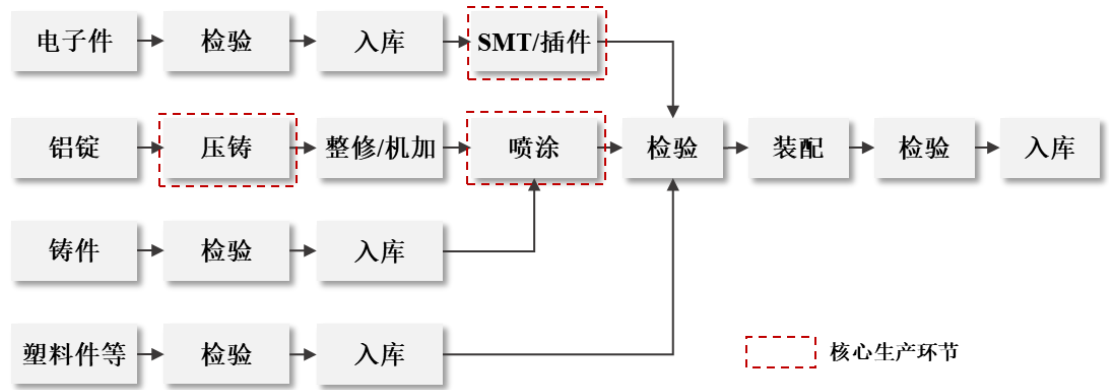 电子件 检验 入库 SMT/插件
铝锭 压铸 整修/机加 喷涂 检验 装配 检验 入库
铸件 检验 入库
塑料件等 检验 入库
核心生产环节